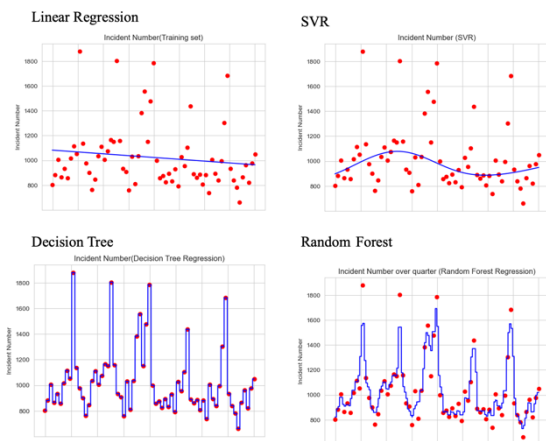 Linear Regression
Incident Number(Training set)
Incident Number
1800
1600
1400
1200
1000
800
SVR
Incident Number (SVR)
Incident Number
1800
1600
1400
1200
1000
800
Decision Tree
Incident Number(Decision Tree Regression)
Incident Number
1800
1600
1400
1200
1000
800
Random Forest
Incident Number over quarter (Random Forest Regression)
Incident Number
1800
1600
1400
1200
1000
800